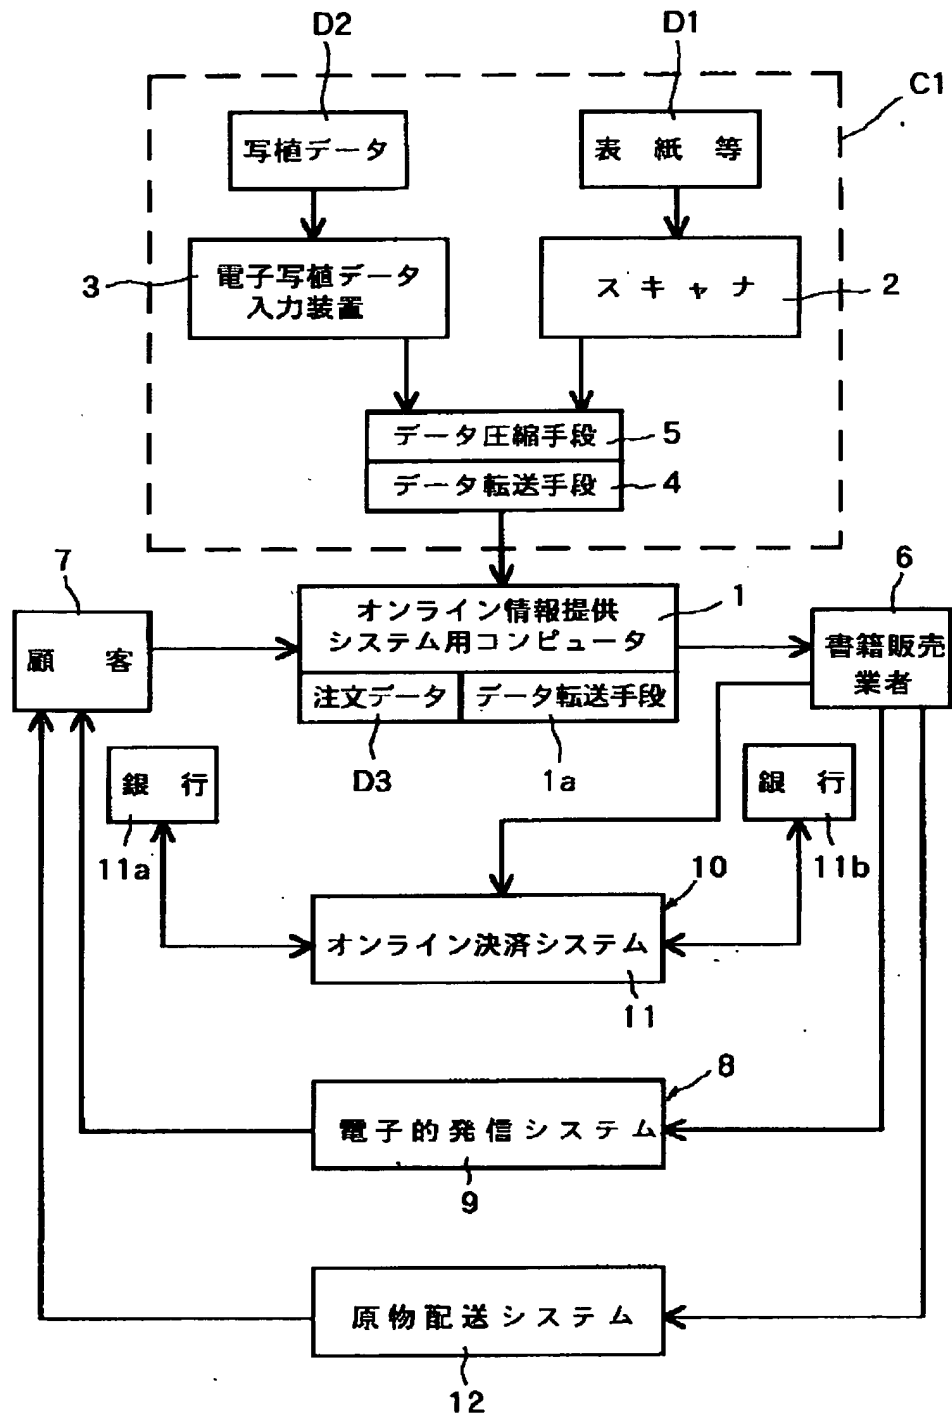 D2
D1
C1
写植データ
表紙等
3
電子写植データ
入力装置
スキャナ
2
データ圧縮手段
5
データ転送手段
4
7
6
顧客
オンライン情報提供
システム用コンピュータ
1
書籍販売
業者
注文データ
データ転送手段
D3
1a
銀行
11a
銀行
11b
10
オンライン決済システム
11
8
電子的発信システム
9
原物配送システム
12